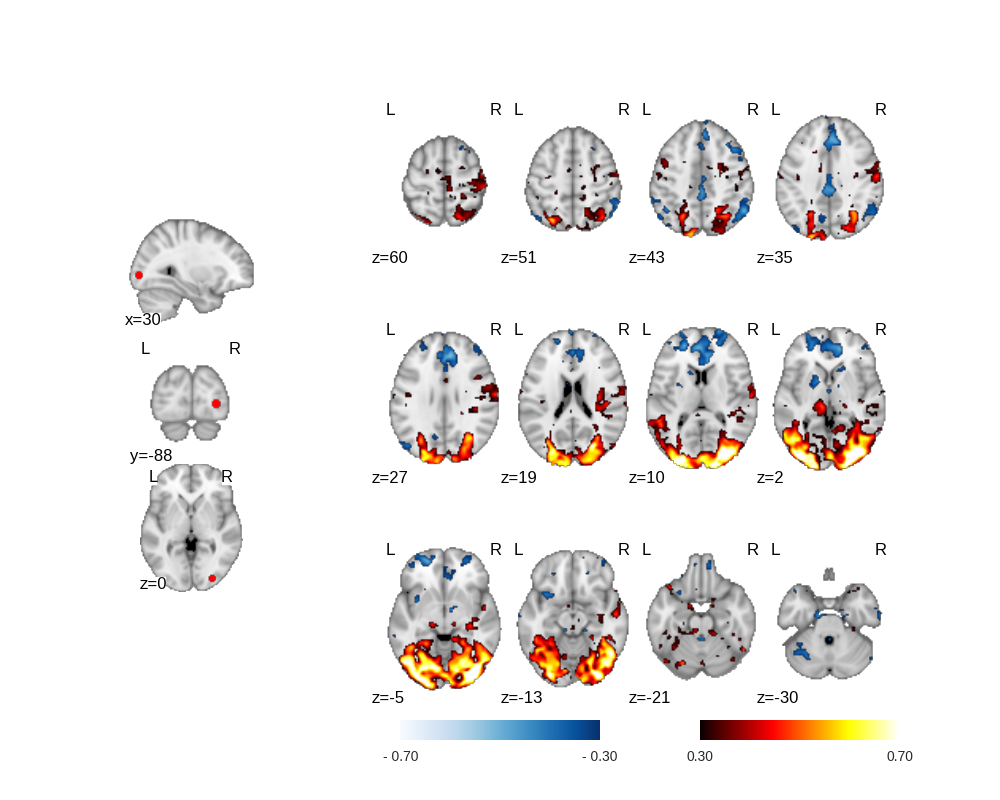 x=30
L R
y=-88
L R
z=0
L R L R L R L R
z=60 z=51 z=43 z=35
L R L R L R L R
z=27 z=19 z=10 z=2
L R L R L R L R
z=-5 z=-13 z=-21 z=-30
- 0.70 - 0.30 0.30 0.70